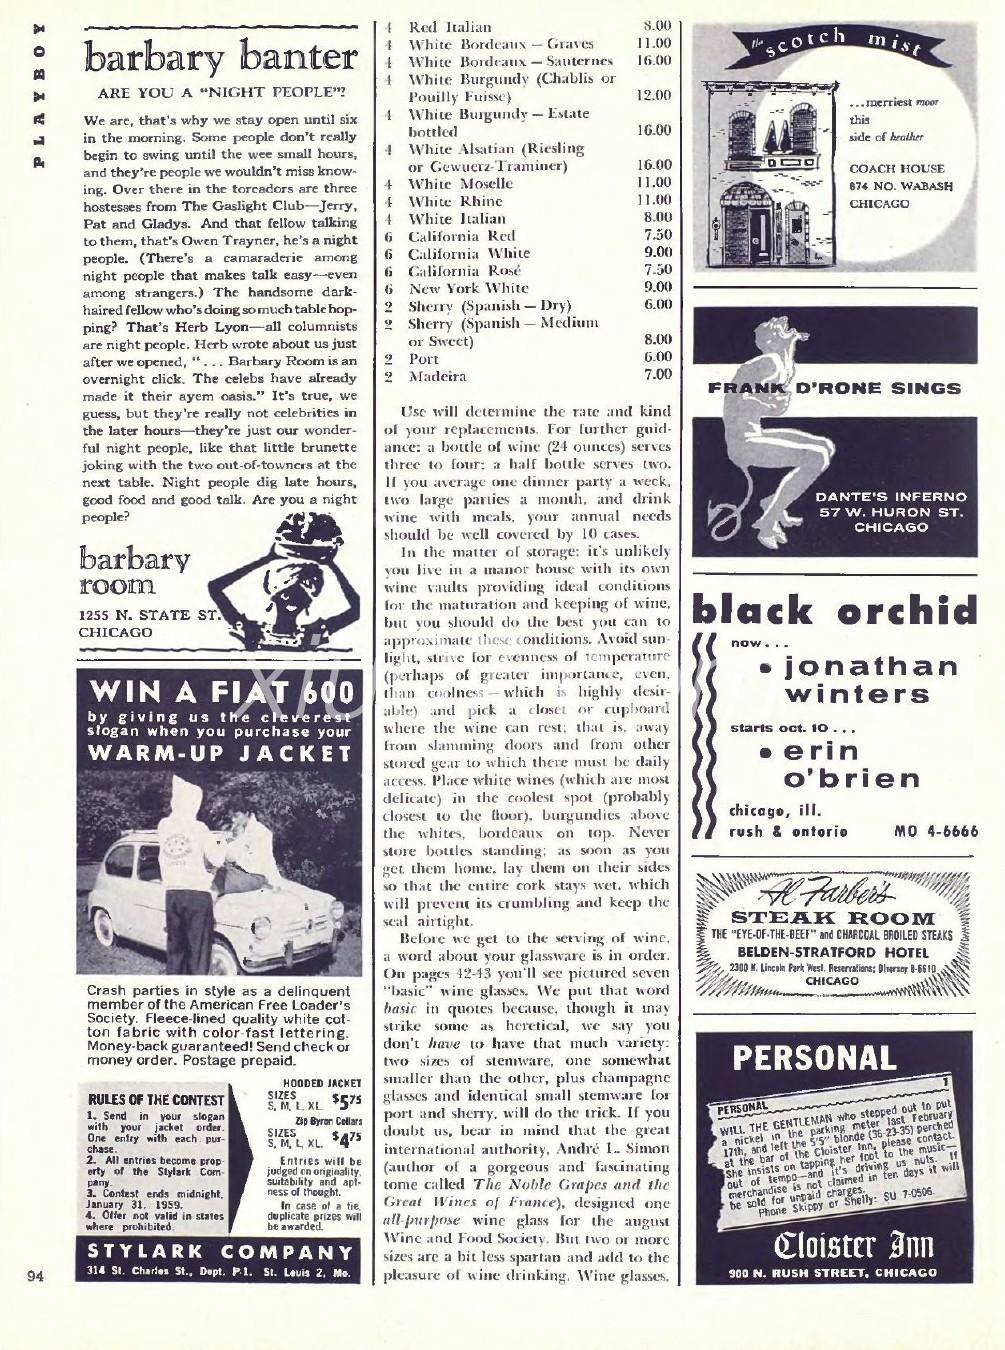 PLAYBOY
barbary banter
ARE YOU A "NIGHT PEOPLE"?
We are, that's why we stay open until six
in the morning. Some people don't really
begin to swing until the wee small hours,
and they're people we wouldn't miss know-
ing. Over there in the toreadors are three
hostesses from The Gaslight Club—Jerry,
Pat and Gladys. And that fellow talking
to them, that's Owen Trayner, he's a night
people. (There's a camaraderie among
night people that makes talk easy—even
among strangers.) The handsome dark-
haired fellow who's doing so much table hop-
ping? That's Herb Lyon—all columnists
are night people. Herb wrote about us just
after we opened, " . . . Barbary Room is an
overnight click. The celebs have already
made it their ayem oasis." It's true, we
guess, but they're really not celebrities in
the later hours—they're just our wonder-
ful night people, like that little brunette
joking with the two out-of-towners at the
next table. Night people dig late hours,
good food and good talk. Are you a night
people?
barbary
room
1255 N. STATE ST.
CHICAGO
WIN A FIAT 600
by giving us the cleverest
slogan when you purchase your
WARM-UP JACKET
Crash parties in style as a delinquent
member of the American Free Loader's
Society. Fleece-lined quality white cot-
ton fabric with color-fast lettering.
Money-back guaranteed! Send check or
money order. Postage prepaid.
RULES OF THE CONTEST
1. Send in your slogan
with your jacket order.
One entry with each pur-
chase.
2. All entries become prop-
erty of the Stylark Com-
pany.
3. Contest ends midnight,
January 31, 1959.
4. Offer not valid in states
where prohibited.
HOODED JACKET
SIZES
S, M, L, XL. $5.75
Zip Byron Collars
SIZES
S, M, L, XL. $4.75
Entries will be
judged on originality,
suitability and apt-
ness of thought.
In case of a tie,
duplicate prizes will
be awarded.
STYLARK COMPANY
314 St. Charles St., Dept. P-1, St. Louis 2, Mo.
94
4 Red Italian 8.00
4 White Bordeaux — Graves 11.00
4 White Bordeaux — Sauternes 16.00
4 White Burgundy (Chablis or
Pouilly Fuisse) 12.00
4 White Burgundy — Estate
bottled 16.00
4 White Alsatian (Riesling
or Gewuerz-Traminer) 16.00
4 White Moselle 11.00
4 White Rhine 11.00
4 White Italian 8.00
6 California Red 7.50
6 California White 9.00
6 California Rosé 7.50
6 New York White 9.00
2 Sherry (Spanish — Dry) 6.00
2 Sherry (Spanish — Medium
or Sweet) 8.00
2 Port 6.00
2 Madeira 7.00
Use will determine the rate and kind
of your replacements. For further guid-
ance: a bottle of wine (24 ounces) serves
three to four; a half bottle serves two.
If you average one dinner party a week,
two large parties a month, and drink
wine with meals, your annual needs
should be well covered by 10 cases.
In the matter of storage: it's unlikely
you live in a manor house with its own
wine vaults providing ideal conditions
for the maturation and keeping of wine,
but you should do the best you can to
approximate these conditions. Avoid sun-
light, strive for evenness of temperature
(perhaps of greater importance, even,
than coolness — which is highly desir-
able) and pick a closet or cupboard
where the wine can rest; that is, away
from slamming doors and from other
stored gear to which there must be daily
access. Place white wines (which are most
delicate) in the coolest spot (probably
closest to the floor), burgundies above
the whites, bordeaux on top. Never
store bottles standing; as soon as you
get them home, lay them on their sides
so that the entire cork stays wet, which
will prevent its crumbling and keep the
seal airtight.
Before we get to the serving of wine,
a word about your glassware is in order.
On pages 42-43 you'll see pictured seven
"basic" wine glasses. We put that word
basic in quotes because, though it may
strike some as heretical, we say you
don't have to have that much variety:
two sizes of stemware, one somewhat
smaller than the other, plus champagne
glasses and identical small stemware for
port and sherry, will do the trick. If you
doubt us, bear in mind that the great
international authority, André L. Simon
(author of a gorgeous and fascinating
tome called The Noble Grapes and the
Great Wines of France), designed one
all-purpose wine glass for the august
Wine and Food Society. But two or more
sizes are a bit less spartan and add to the
pleasure of wine drinking. Wine glasses,
the scotch mist
...merriest moor
this
side of heather
COACH HOUSE
874 NO. WABASH
CHICAGO
FRANK D'RONE SINGS
DANTE'S INFERNO
57 W. HURON ST.
CHICAGO
black orchid
now . . .
• jonathan
winters
starts oct. 10 . . .
• erin
o'brien
chicago, ill.
rush & ontario MO 4-6666
Al Farber's
STEAK ROOM
THE "EYE-OF-THE-BEEF" and CHARCOAL BROILED STEAKS
BELDEN-STRATFORD HOTEL
2300 N. Lincoln Park West. Reservations: Diversey 8-6610
CHICAGO
PERSONAL
PERSONAL 1
WILL THE GENTLEMAN who stepped out to put
a nickel in the parking meter last February
17th, and left the 5'5" blonde (36-23-35) perched
at the bar of the Cloister Inn, please contact.
She insists on tapping her foot to the music—
out of tempo—and it's driving us nuts. If
merchandise is not claimed in ten days it will
be sold for unpaid charges.
Phone Skippy or Shelly: SU 7-0506.
Cloister Inn
900 N. RUSH STREET, CHICAGO